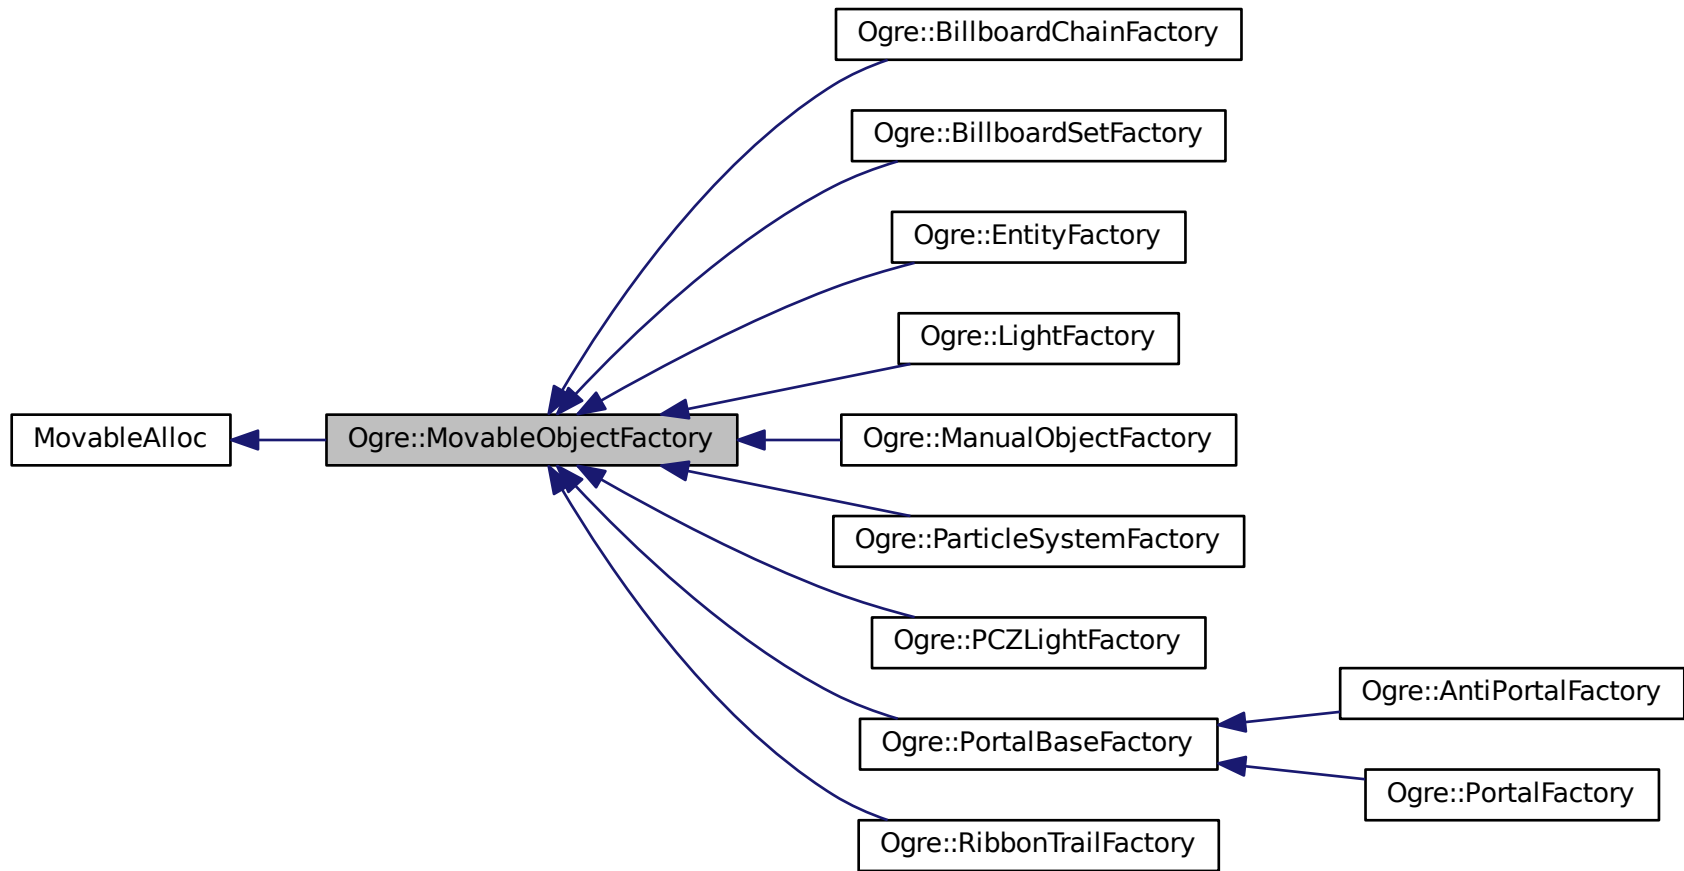 Ogre::BillboardChainFactory
Ogre::BillboardSetFactory
Ogre::EntityFactory
Ogre::LightFactory
MovableAlloc
Ogre::MovableObjectFactory
Ogre::ManualObjectFactory
Ogre::ParticleSystemFactory
Ogre::PCZLightFactory
Ogre::AntiPortalFactory
Ogre::PortalBaseFactory
Ogre::PortalFactory
Ogre::RibbonTrailFactory